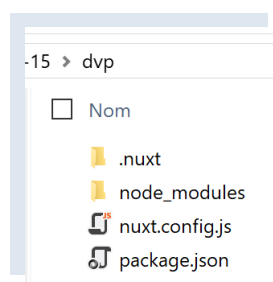 -15 > dvp
Nom
.nuxt
node_modules
nuxt.config.js
package.json